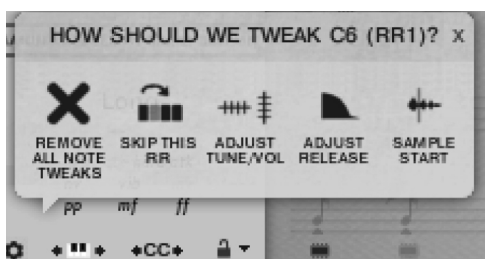 HOW SHOULD WE TWEAK C6 (RR1)? x
REMOVE ALL NOTE TWEAKS
SKIP THIS RR
ADJUST TUNE/VOL
ADJUST RELEASE
SAMPLE START
Long
pp mf ff
CC